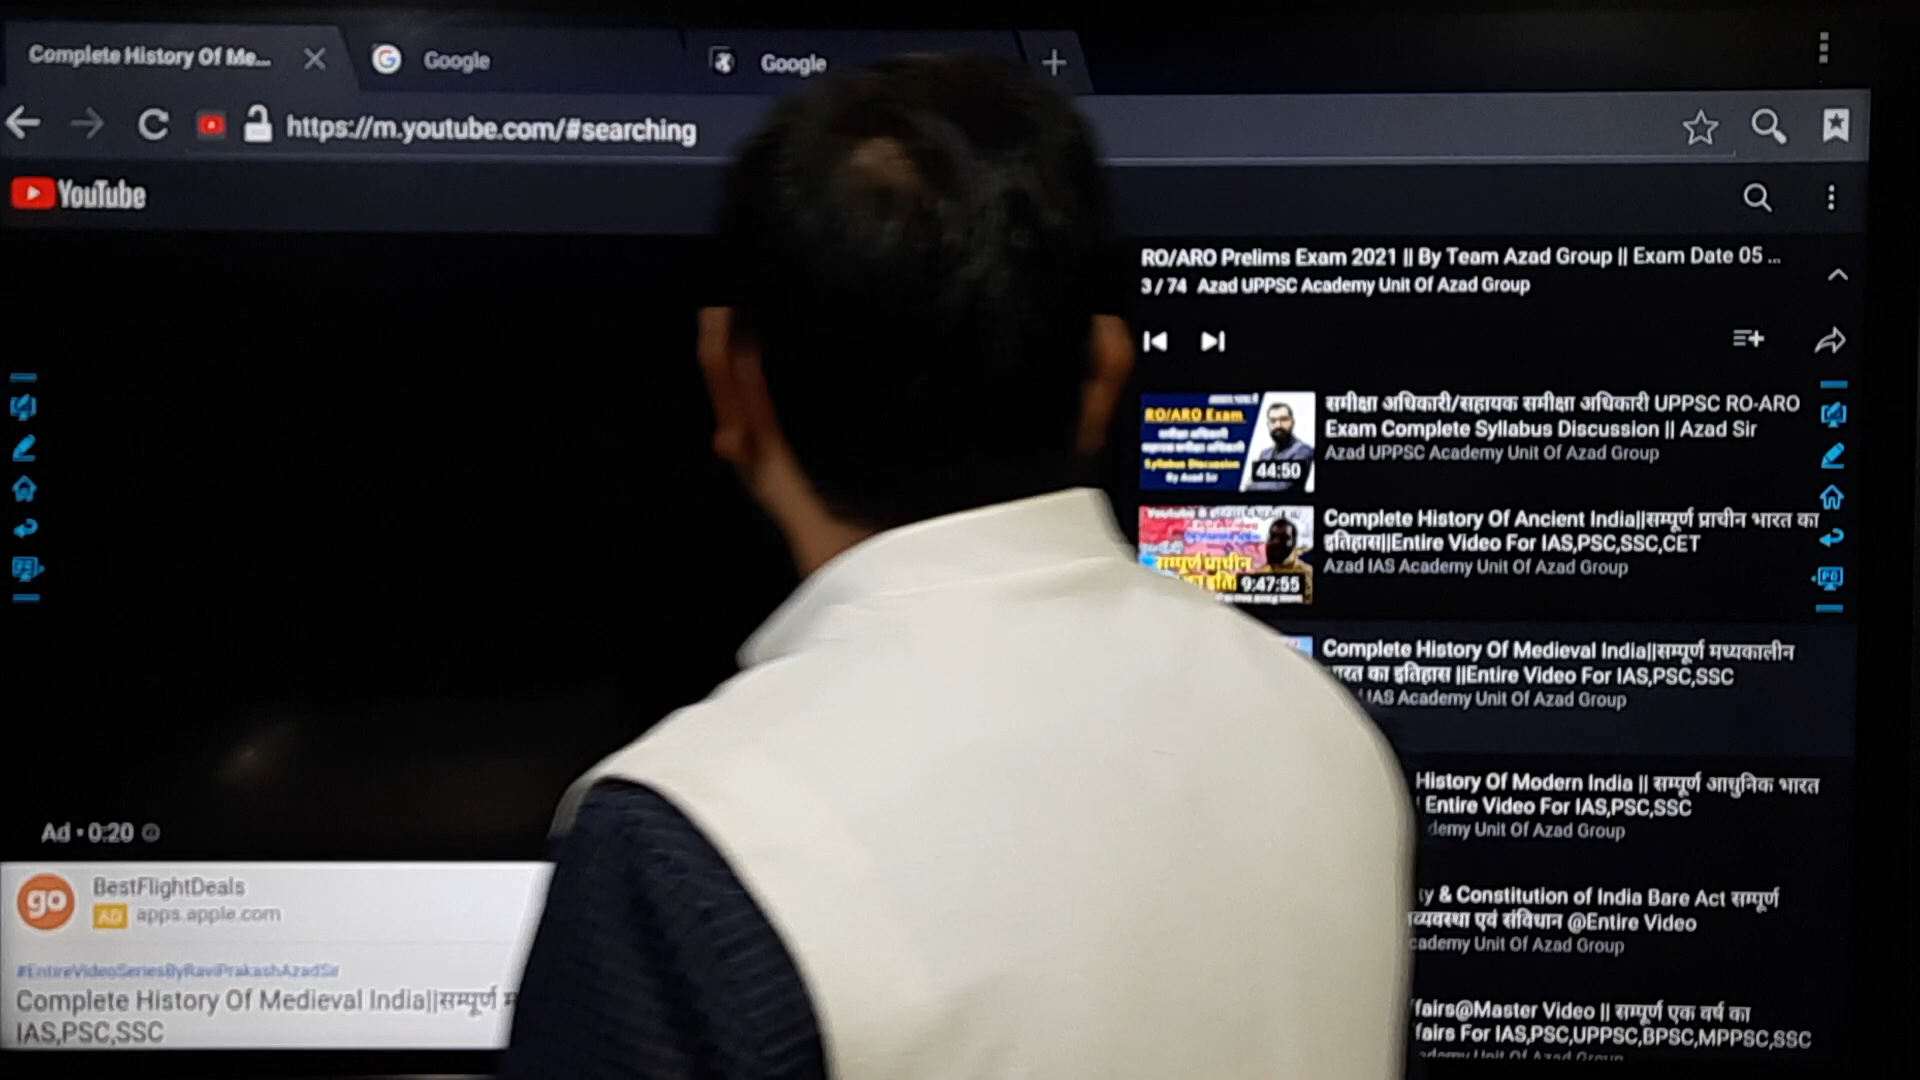 Complete History Of Me...
Google
Google
https://m.youtube.com/#searching
YouTube
RO/ARO Prelims Exam 2021 || By Team Azad Group || Exam Date 05 ...
3 / 74 Azad UPPSC Academy Unit Of Azad Group
RO/ARO Exam
Syllabus Discussion
By Azad Sir
44:50
समीक्षा अधिकारी/सहायक समीक्षा अधिकारी UPPSC RO-ARO
Exam Complete Syllabus Discussion || Azad Sir
Azad UPPSC Academy Unit Of Azad Group
सम्पूर्ण प्राचीन
9:47:55
Complete History Of Ancient India||सम्पूर्ण प्राचीन भारत का
इतिहास||Entire Video For IAS,PSC,SSC,CET
Azad IAS Academy Unit Of Azad Group
Complete History Of Medieval India||सम्पूर्ण मध्यकालीन
का इतिहास ||Entire Video For IAS,PSC,SSC
IAS Academy Unit Of Azad Group
History Of Modern India || सम्पूर्ण आधुनिक भारत
Entire Video For IAS,PSC,SSC
Unit Of Azad Group
& Constitution of India Bare Act सम्पूर्ण
एवं संविधान @Entire Video
Unit Of Azad Group
@Master Video || सम्पूर्ण एक वर्ष का
For IAS,PSC,UPPSC,BPSC,MPPSC,SSC
Ad • 0:20
go
BestFlightDeals
AD apps.apple.com
#EntireVideoSeriesByRaviPrakashAzadSir
Complete History Of Medieval India||सम्पूर्ण
IAS,PSC,SSC